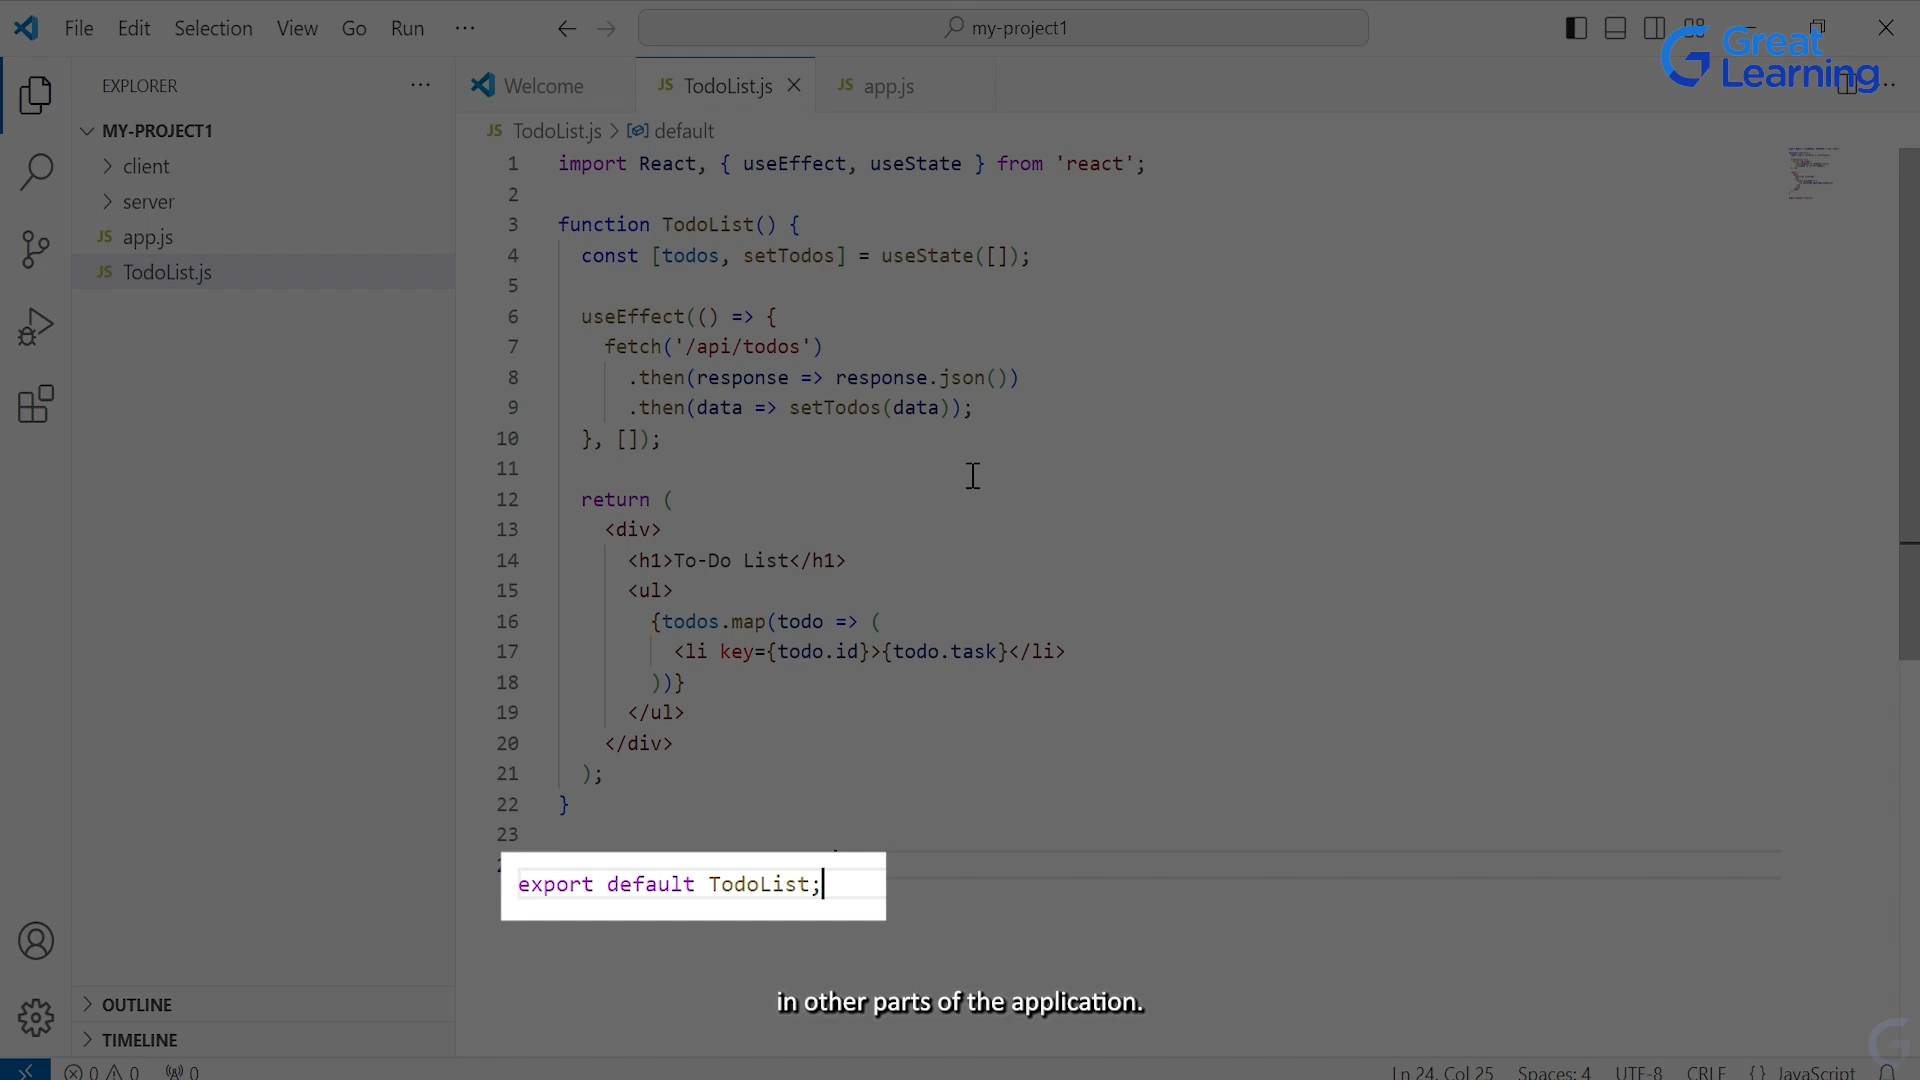 File Edit Selection View Go Run ··· my-project1
Great Learning
EXPLORER ···
Welcome TodoList.js app.js
MY-PROJECT1
client
server
JS app.js
JS TodoList.js
JS TodoList.js > default
1 import React, { useEffect, useState } from 'react';
2
3 function TodoList() {
4 const [todos, setTodos] = useState([]);
5
6 useEffect(() => {
7 fetch('/api/todos')
8 .then(response => response.json())
9 .then(data => setTodos(data));
10 }, []);
11
12 return (
13 <div>
14 <h1>To-Do List</h1>
15 <ul>
16 {todos.map(todo => (
17 <li key={todo.id}>{todo.task}</li>
18 ))}
19 </ul>
20 </div>
21 );
22 }
23
export default TodoList;
in other parts of the application.
OUTLINE
TIMELINE
0 0 0 Ln 24, Col 25 Spaces: 4 UTF-8 CRLF {} JavaScript